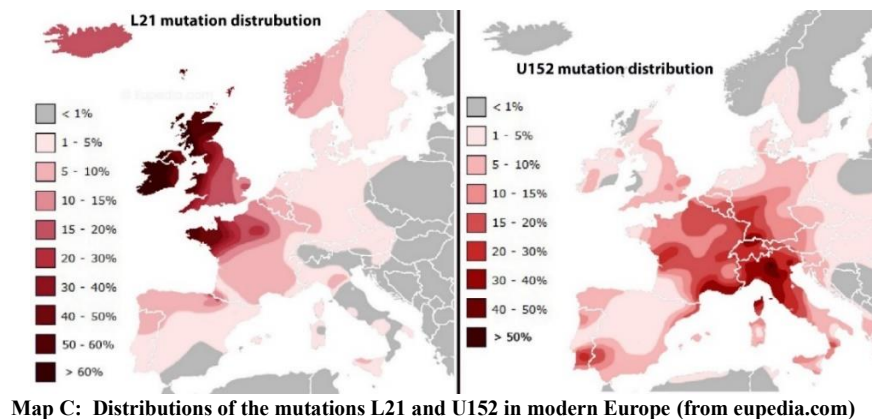 L21 mutation distrubution
© Eupedia.com
< 1%
1 - 5%
5 - 10%
10 - 15%
15 - 20%
20 - 30%
30 - 40%
40 - 50%
50 - 60%
> 60%
U152 mutation distribution
< 1%
1 - 5%
5 - 10%
10 - 15%
15 - 20%
20 - 30%
30 - 40%
40 - 50%
> 50%
Map C: Distributions of the mutations L21 and U152 in modern Europe (from eupedia.com)